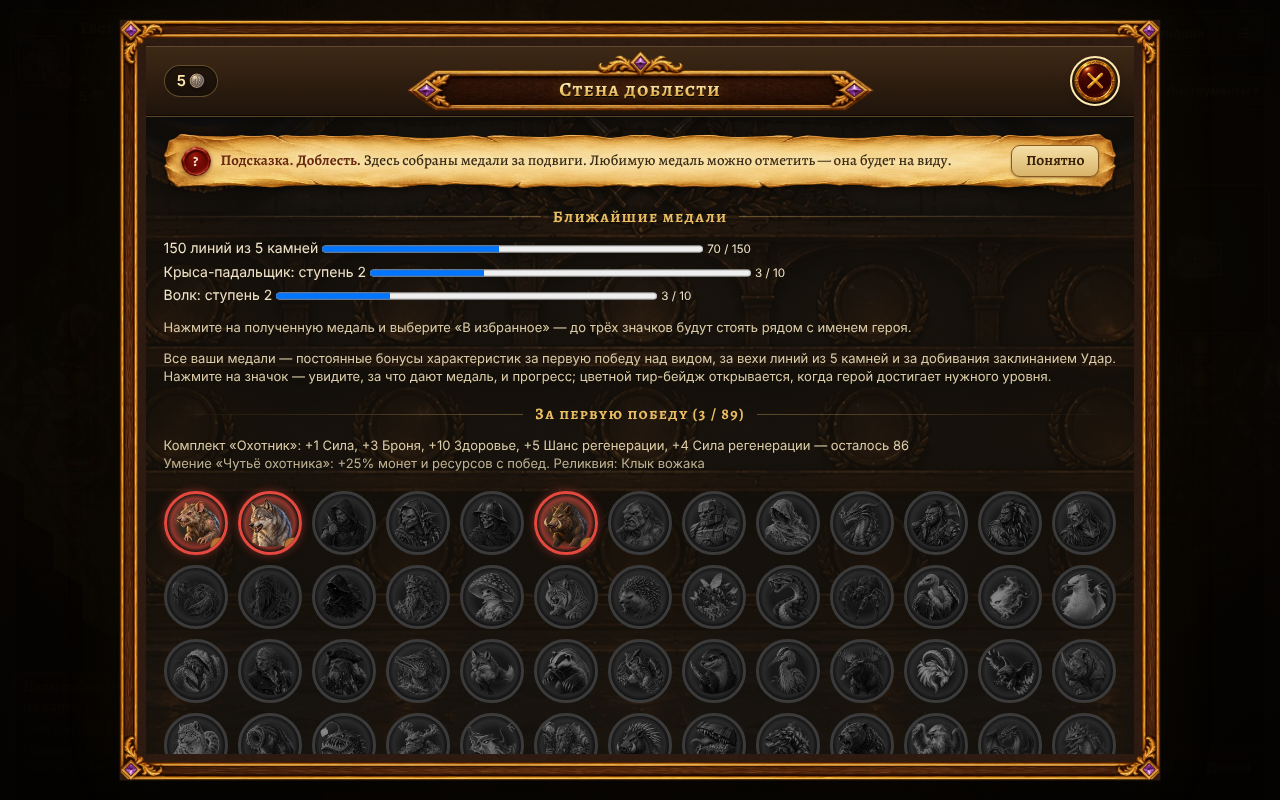 5
Стена доблести
? Подсказка. Доблесть. Здесь собраны медали за подвиги. Любимую медаль можно отметить — она будет на виду. Понятно
Ближайшие медали
150 линий из 5 камней 70 / 150
Крыса-падальщик: ступень 2 3 / 10
Волк: ступень 2 3 / 10
Нажмите на полученную медаль и выберите «В избранное» — до трёх значков будут стоять рядом с именем героя.
Все ваши медали — постоянные бонусы характеристик за первую победу над видом, за вехи линий из 5 камней и за добивания заклинанием Удар.
Нажмите на значок — увидите, за что дают медаль, и прогресс; цветной тир-бейдж открывается, когда герой достигает нужного уровня.
За первую победу (3 / 89)
Комплект «Охотник»: +1 Сила, +3 Броня, +10 Здоровье, +5 Шанс регенерации, +4 Сила регенерации — осталось 86
Умение «Чутьё охотника»: +25% монет и ресурсов с побед. Реликвия: Клык вожака